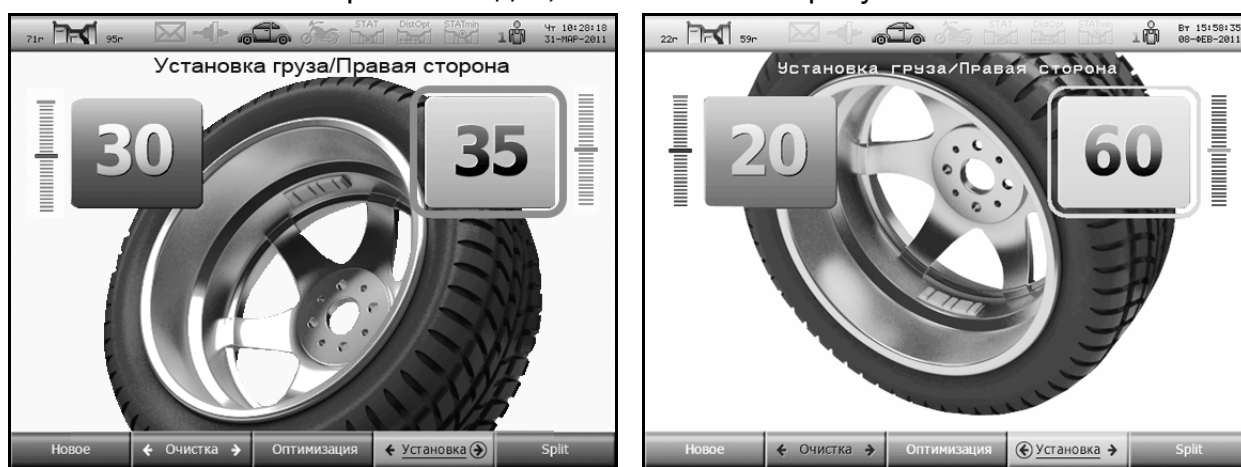 71г 95г STAT DistOpt STATmin 1 Чт 10:28:18
31-МАР-2011
Установка груза/Правая сторона
30 35
Новое Очистка Оптимизация Установка Split
22г 59г STAT DistOpt STATmin 1 Вт 15:58:35
08-ФЕВ-2011
Установка груза/Правая сторона
20 60
Новое Очистка Оптимизация Установка Split